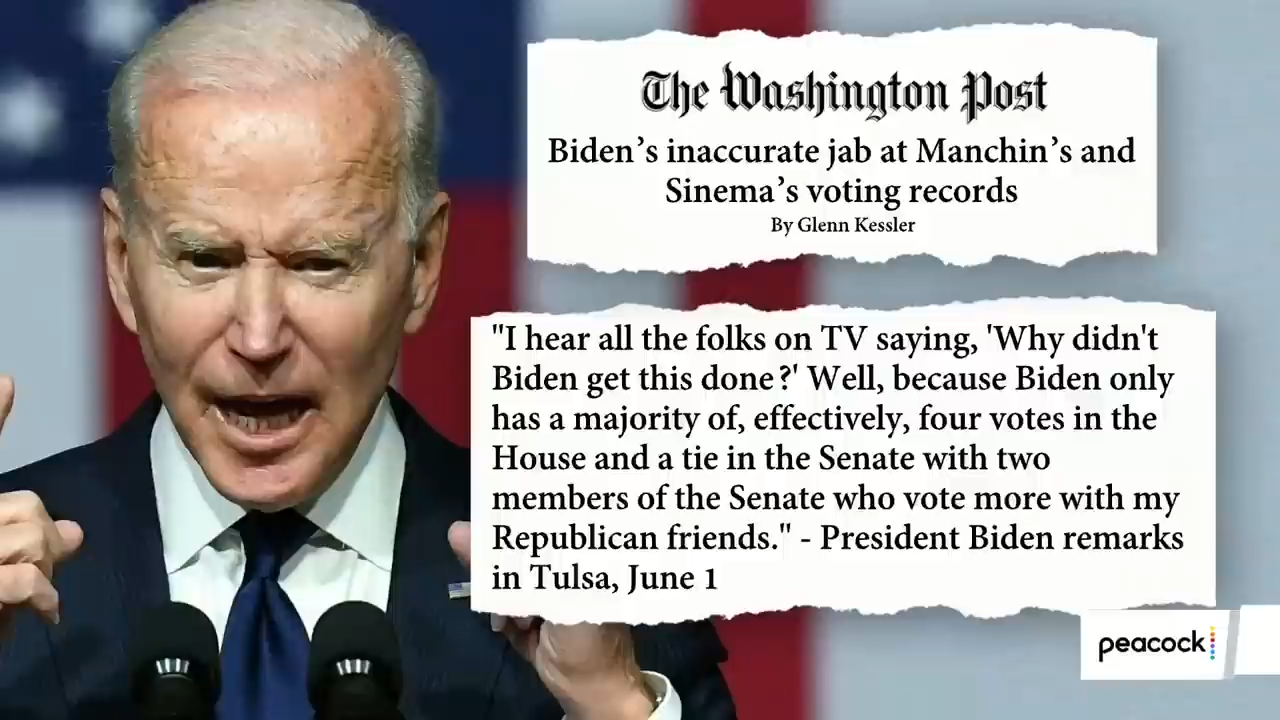 The Washington Post
Biden’s inaccurate jab at Manchin’s and
Sinema’s voting records
By Glenn Kessler
"I hear all the folks on TV saying, 'Why didn't
Biden get this done?' Well, because Biden only
has a majority of, effectively, four votes in the
House and a tie in the Senate with two
members of the Senate who vote more with my
Republican friends." - President Biden remarks
in Tulsa, June 1
peacock